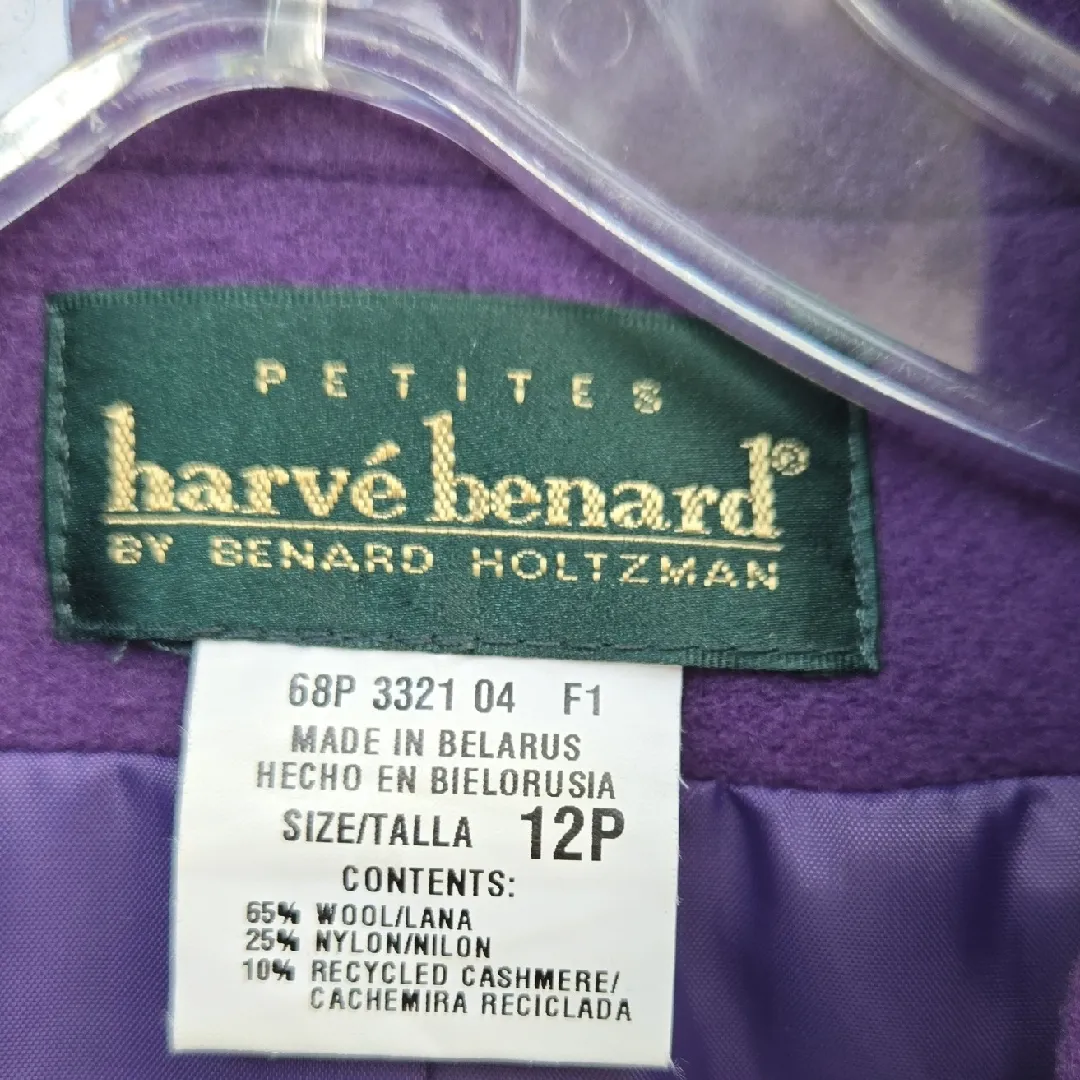 PETITES
harvé benard®
BY BENARD HOLTZMAN
68P 3321 04 F1
MADE IN BELARUS
HECHO EN BIELORUSIA
SIZE/TALLA 12P
CONTENTS:
65% WOOL/LANA
25% NYLON/NILON
10% RECYCLED CASHMERE/
CACHEMIRA RECICLADA